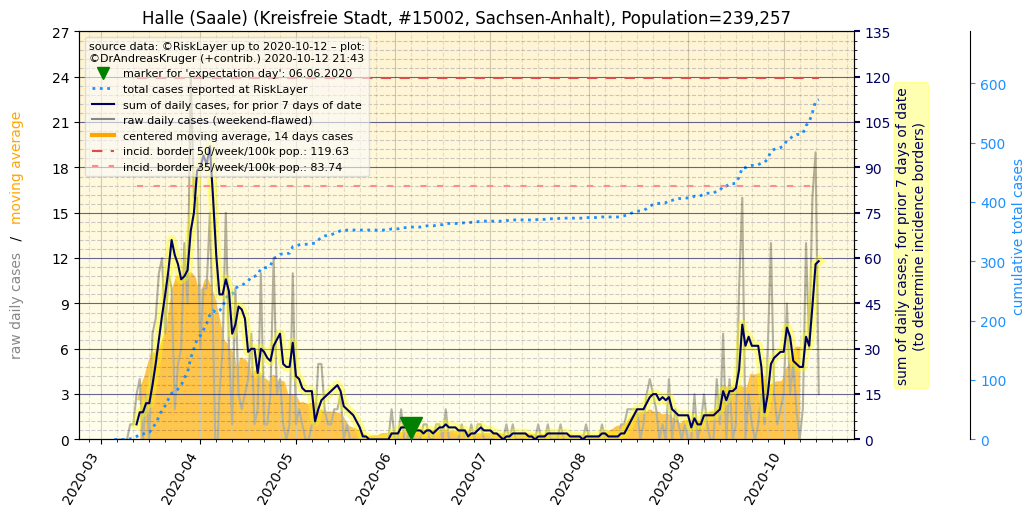 Halle (Saale) (Kreisfreie Stadt, #15002, Sachsen-Anhalt), Population=239,257
source data: ©RiskLayer up to 2020-10-12 – plot:
©DrAndreasKruger (+contrib.) 2020-10-12 21:43
marker for 'expectation day': 06.06.2020
total cases reported at RiskLayer
sum of daily cases, for prior 7 days of date
raw daily cases (weekend-flawed)
centered moving average, 14 days cases
incid. border 50/week/100k pop.: 119.63
incid. border 35/week/100k pop.: 83.74
raw daily cases / moving average
27
24
21
18
15
12
9
6
3
0
135
120
105
90
75
60
45
30
15
0
sum of daily cases, for prior 7 days of date
(to determine incidence borders)
600
500
400
300
200
100
0
cumulative total cases
2020-03
2020-04
2020-05
2020-06
2020-07
2020-08
2020-09
2020-10